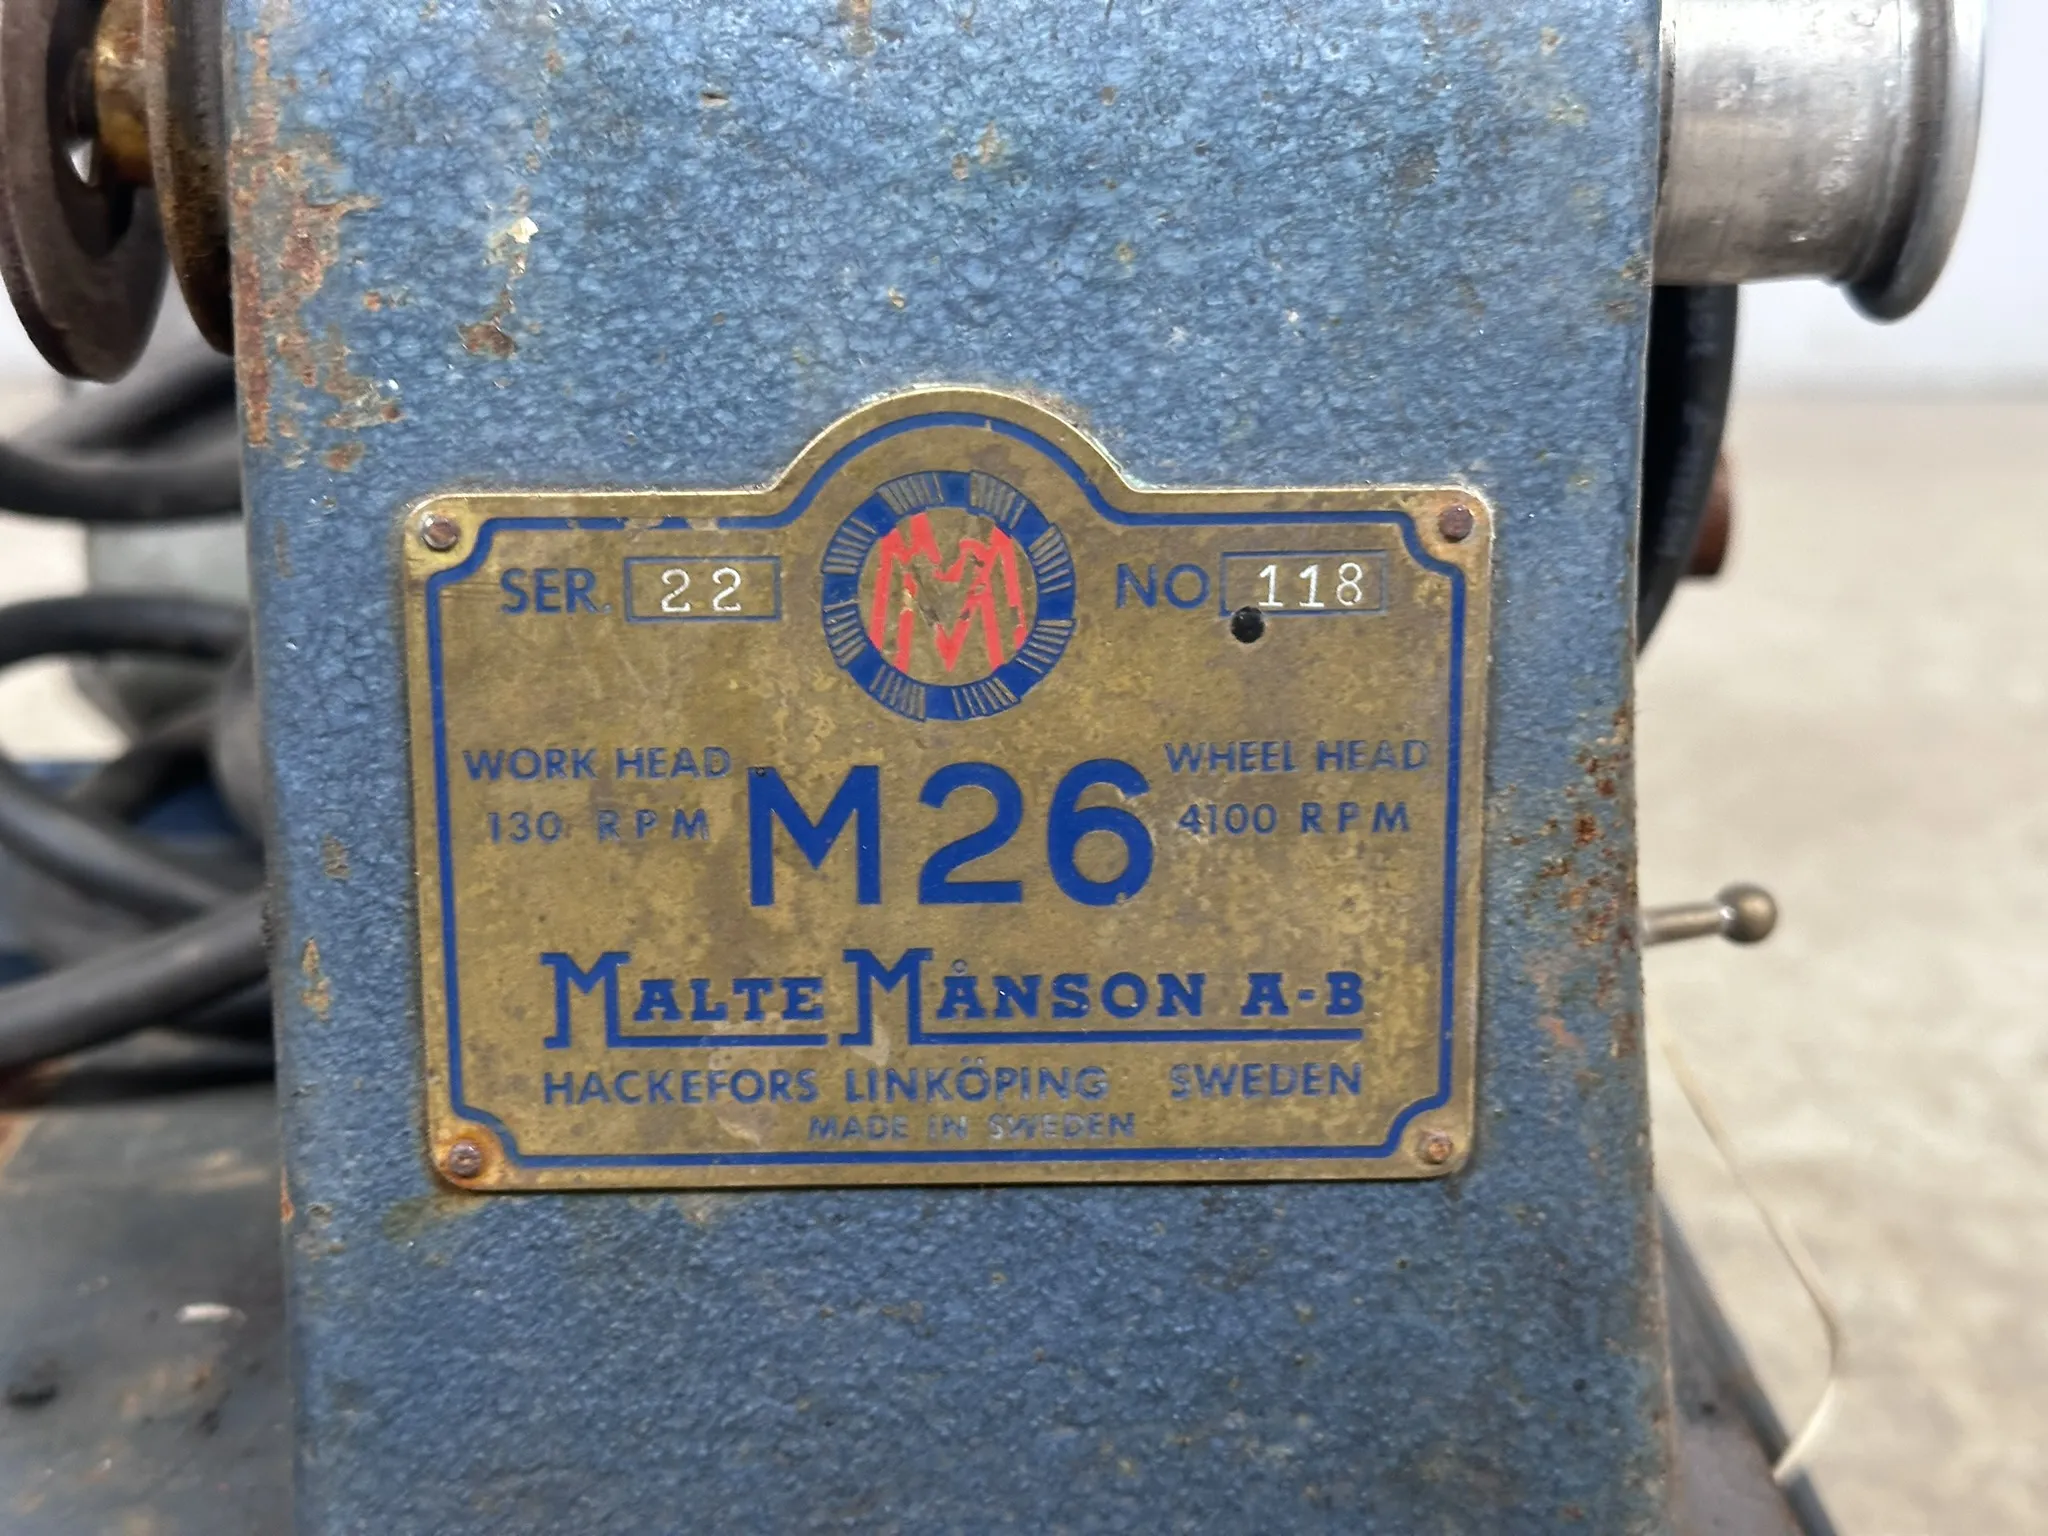 SER. 22 MM NO 118
WORK HEAD
130 RPM
M26
WHEEL HEAD
4100 RPM
MALTE MÅNSON A-B
HACKEFORS LINKÖPING SWEDEN
MADE IN SWEDEN